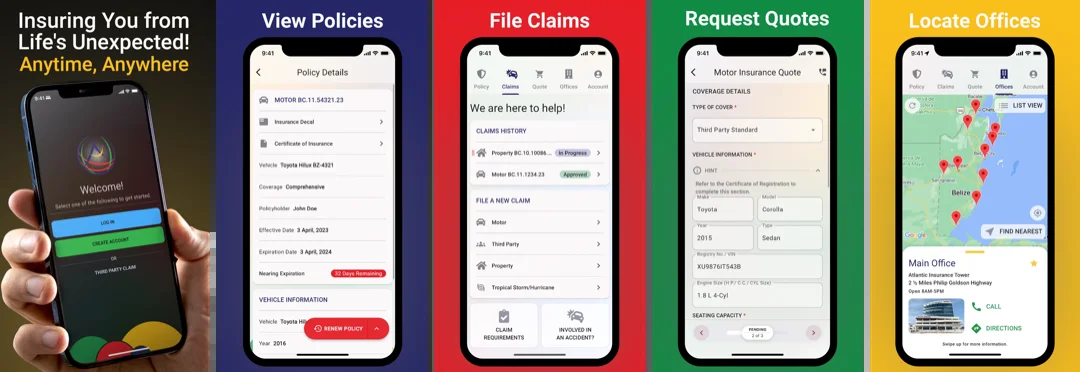 Insuring You from
Life's Unexpected!
Anytime, Anywhere
9:41
Welcome!
Select one of the following to get started
LOG IN
CREATE ACCOUNT
OR
THIRD PARTY CLAIM
View Policies
9:41
Policy Details
MOTOR BC.11.54321.23
Insurance Decal
Certificate of Insurance
Vehicle Toyota Hilux BZ-4321
Coverage Comprehensive
Policyholder John Doe
Effective Date 3 April, 2023
Expiration Date 3 April, 2024
Nearing Expiration 32 Days Remaining
VEHICLE INFORMATION
Vehicle Toyota Hilu
RENEW POLICY
Year 2016
File Claims
9:41
Policy Claims Quote Offices Account
We are here to help!
CLAIMS HISTORY
Property BC.10.10086... In Progress
Motor BC.11.1234.23 Approved
FILE A NEW CLAIM
Motor
Third Party
Property
Tropical Storm/Hurricane
CLAIM
REQUIREMENTS
INVOLVED IN
AN ACCIDENT?
Request Quotes
9:41
Motor Insurance Quote
COVERAGE DETAILS
TYPE OF COVER *
Third Party Standard
VEHICLE INFORMATION *
HINT
Refer to the Certificate of Registration to
complete this section.
Make Model
Toyota Corolla
Year Type
2015 Sedan
Registry No / VIN
XU9876IT543B
Engine Size (H.P./ C.C./ CYL Size)
1.8 L 4-Cyl
SEATING CAPACITY *
PENDING
2 of 3
Locate Offices
9:41
Policy Claims Quote Offices Account
LIST VIEW
Belize
FIND NEAREST
Google
Main Office
Atlantic Insurance Tower
2 ½ Miles Philip Goldson Highway
Open 8AM-5PM
CALL
DIRECTIONS
Swipe up for more information.